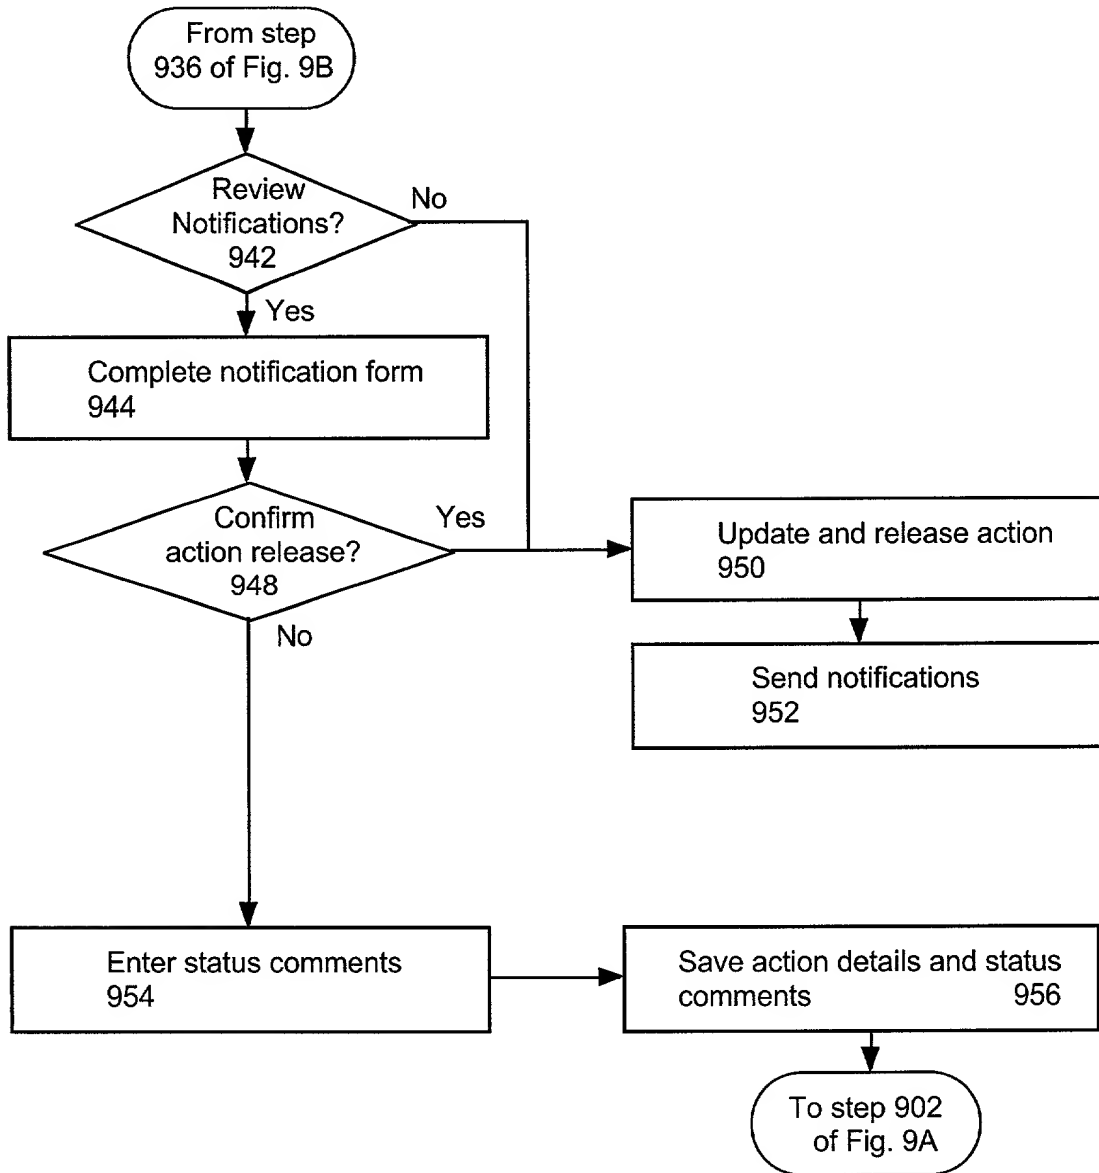 From step
936 of Fig. 9B
Review
Notifications?
942
No
Yes
Complete notification form
944
Confirm
action release?
948
Yes
No
Update and release action
950
Send notifications
952
Enter status comments
954
Save action details and status
comments 956
To step 902
of Fig. 9A